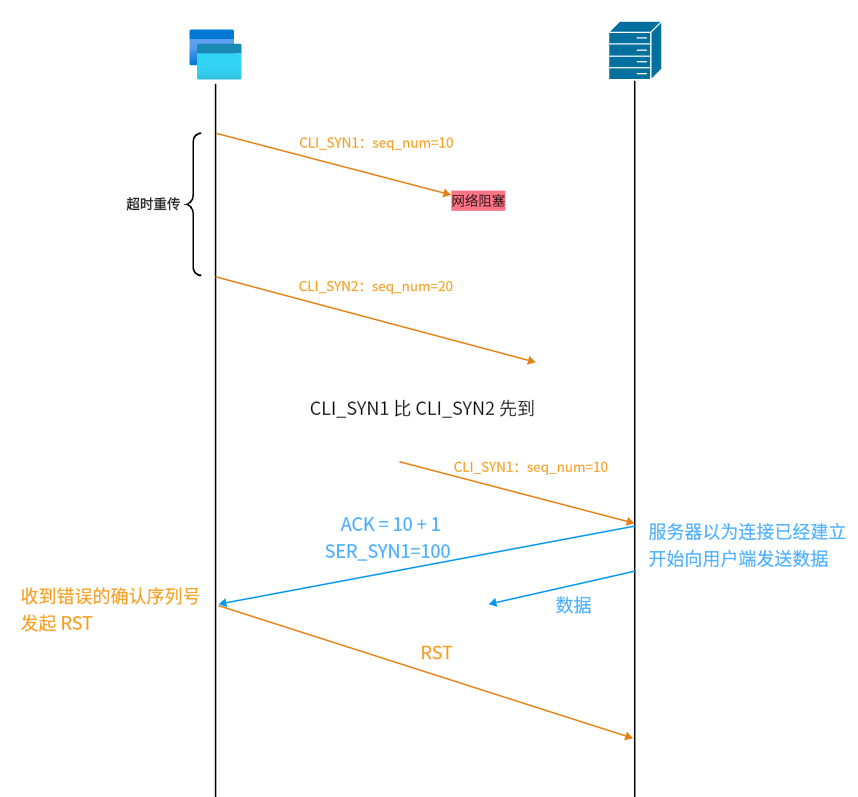 CLI_SYN1：seq_num=10
网络阻塞
超时重传
CLI_SYN2：seq_num=20
CLI_SYN1 比 CLI_SYN2 先到
CLI_SYN1：seq_num=10
ACK = 10 + 1
SER_SYN1=100
服务器以为连接已经建立
开始向用户端发送数据
数据
收到错误的确认序列号
发起 RST
RST